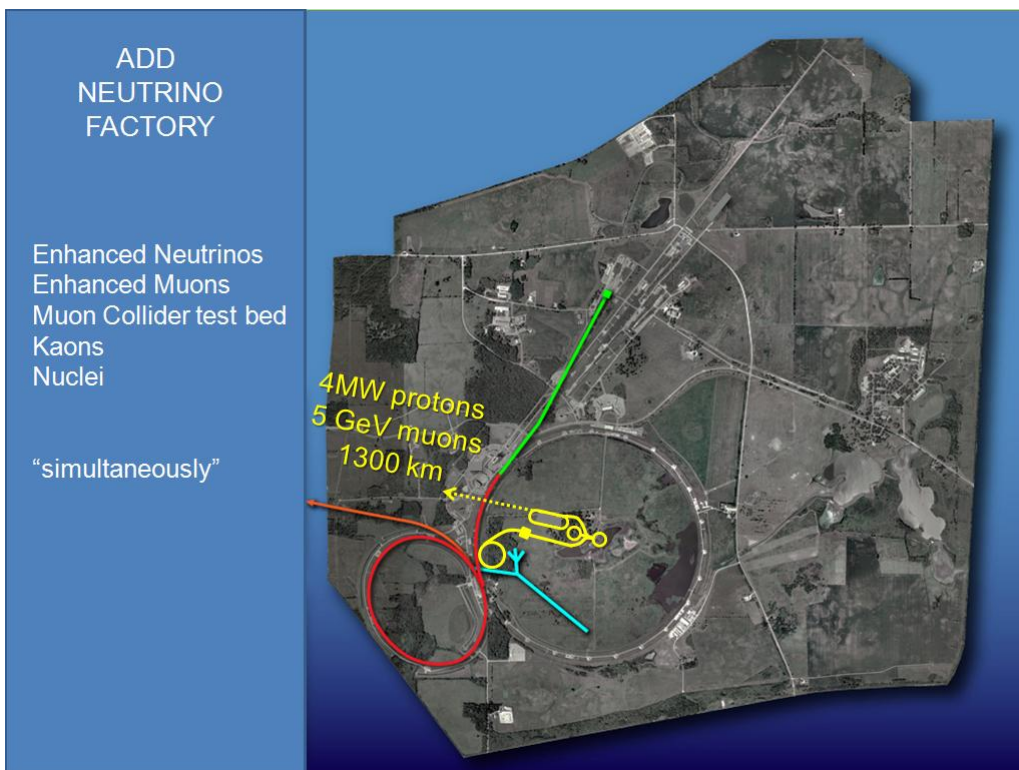 ADD
NEUTRINO
FACTORY
Enhanced Neutrinos
Enhanced Muons
Muon Collider test bed
Kaons
Nuclei
“simultaneously”
4MW protons
5 GeV muons
1300 km